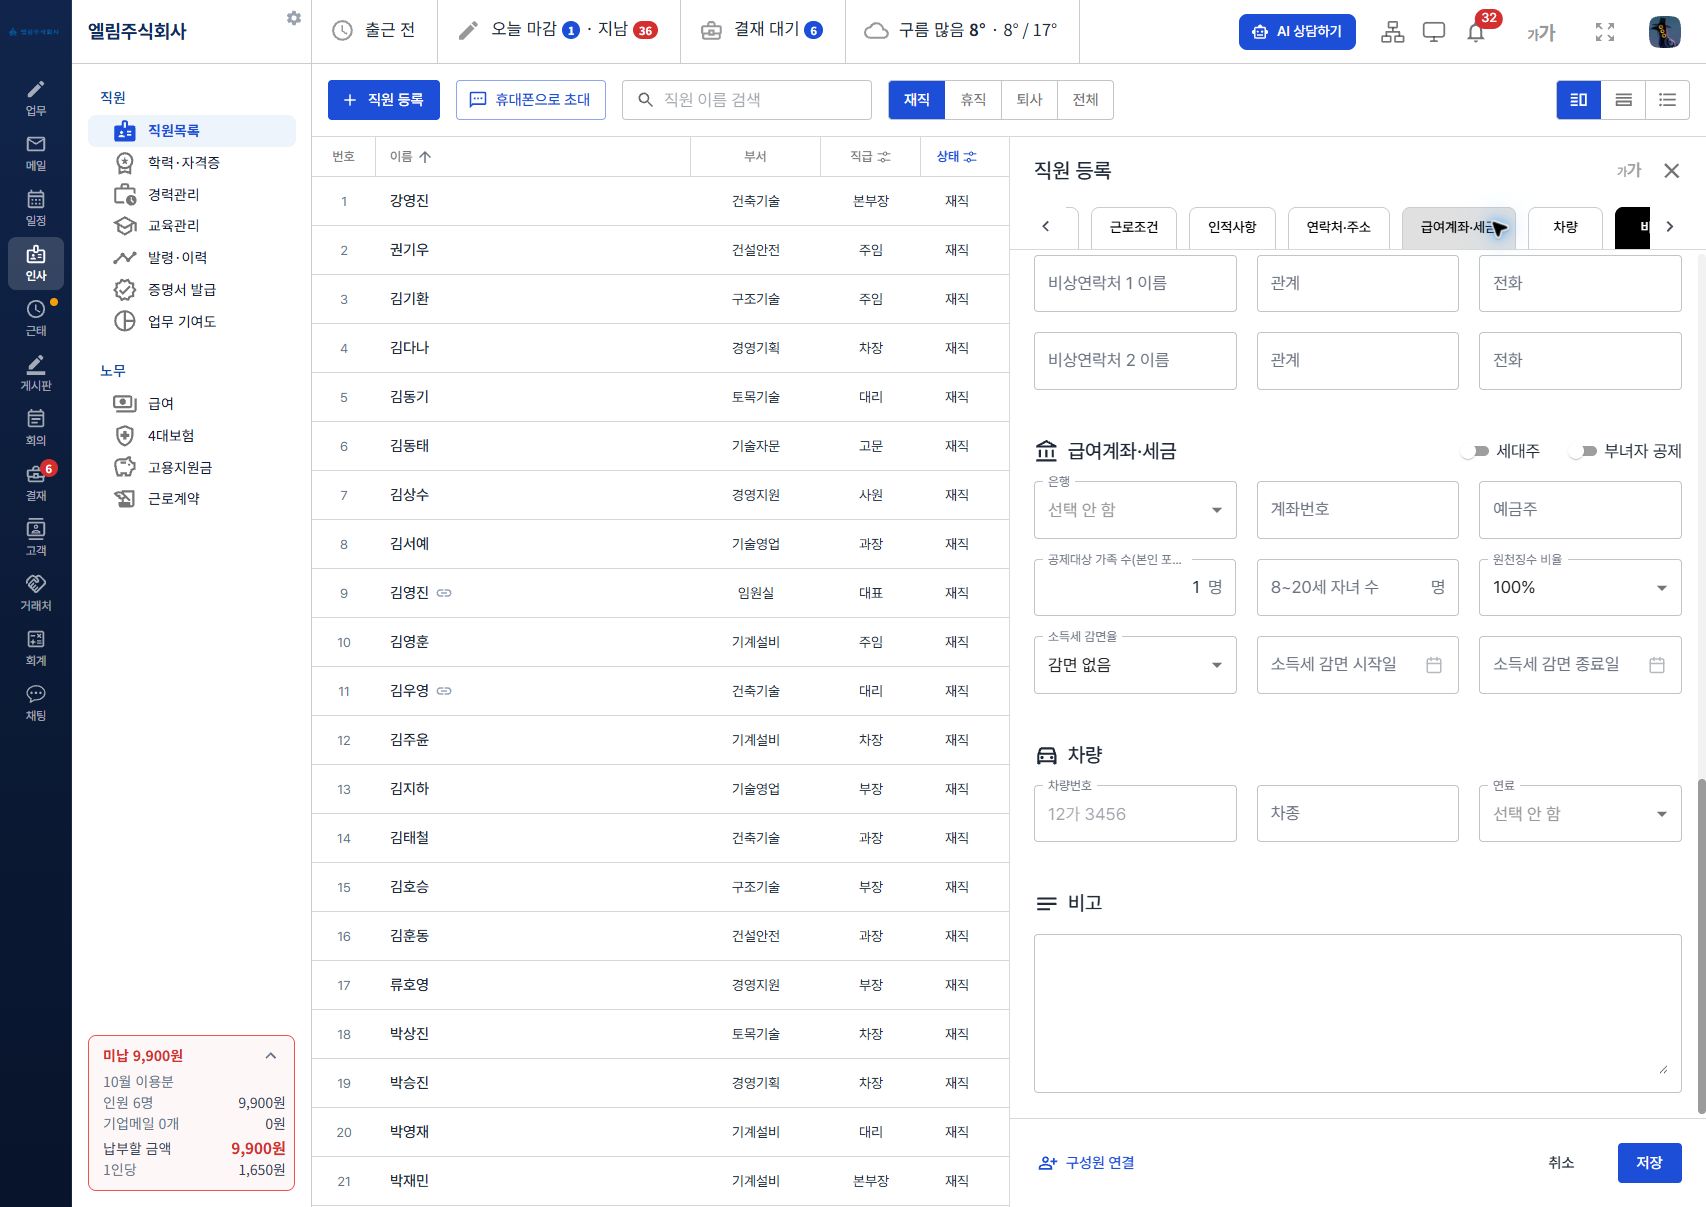 엘림주식회사
업무
메일
일정
인사
근태
게시판
회의
6
결재
고객
거래처
회계
채팅
엘림주식회사
직원
직원목록
학력·자격증
경력관리
교육관리
발령·이력
증명서 발급
업무 기여도
노무
급여
4대보험
고용지원금
근로계약
미납 9,900원
10월 이용분
인원 6명 9,900원
기업메일 0개 0원
납부할 금액 9,900원
1인당 1,650원
출근 전
오늘 마감 1 · 지남 36
결재 대기 6
구름 많음 8° · 8° / 17°
AI 상담하기
32
가가
직원 등록
휴대폰으로 초대
직원 이름 검색
재직 휴직 퇴사 전체
번호 이름 부서 직급 상태
1 강영진 건축기술 본부장 재직
2 권기우 건설안전 주임 재직
3 김기환 구조기술 주임 재직
4 김다나 경영기획 차장 재직
5 김동기 토목기술 대리 재직
6 김동태 기술자문 고문 재직
7 김상수 경영지원 사원 재직
8 김서예 기술영업 과장 재직
9 김영진 임원실 대표 재직
10 김영훈 기계설비 주임 재직
11 김우영 건축기술 대리 재직
12 김주윤 기계설비 차장 재직
13 김지하 기술영업 부장 재직
14 김태철 건축기술 과장 재직
15 김호승 구조기술 부장 재직
16 김훈동 건설안전 과장 재직
17 류호영 경영지원 부장 재직
18 박상진 토목기술 차장 재직
19 박승진 경영기획 차장 재직
20 박영재 기계설비 대리 재직
21 박재민 기계설비 본부장 재직
직원 등록
가가
근로조건 인적사항 연락처·주소 급여계좌·세금 차량
비상연락처 1 이름 관계 전화
비상연락처 2 이름 관계 전화
급여계좌·세금 세대주 부녀자 공제
은행
선택 안 함 계좌번호 예금주
공제대상 가족 수(본인 포... 원천징수 비율
1 명 8~20세 자녀 수 명 100%
소득세 감면율
감면 없음 소득세 감면 시작일 소득세 감면 종료일
차량
차량번호 연료
12가 3456 차종 선택 안 함
비고
구성원 연결 취소 저장